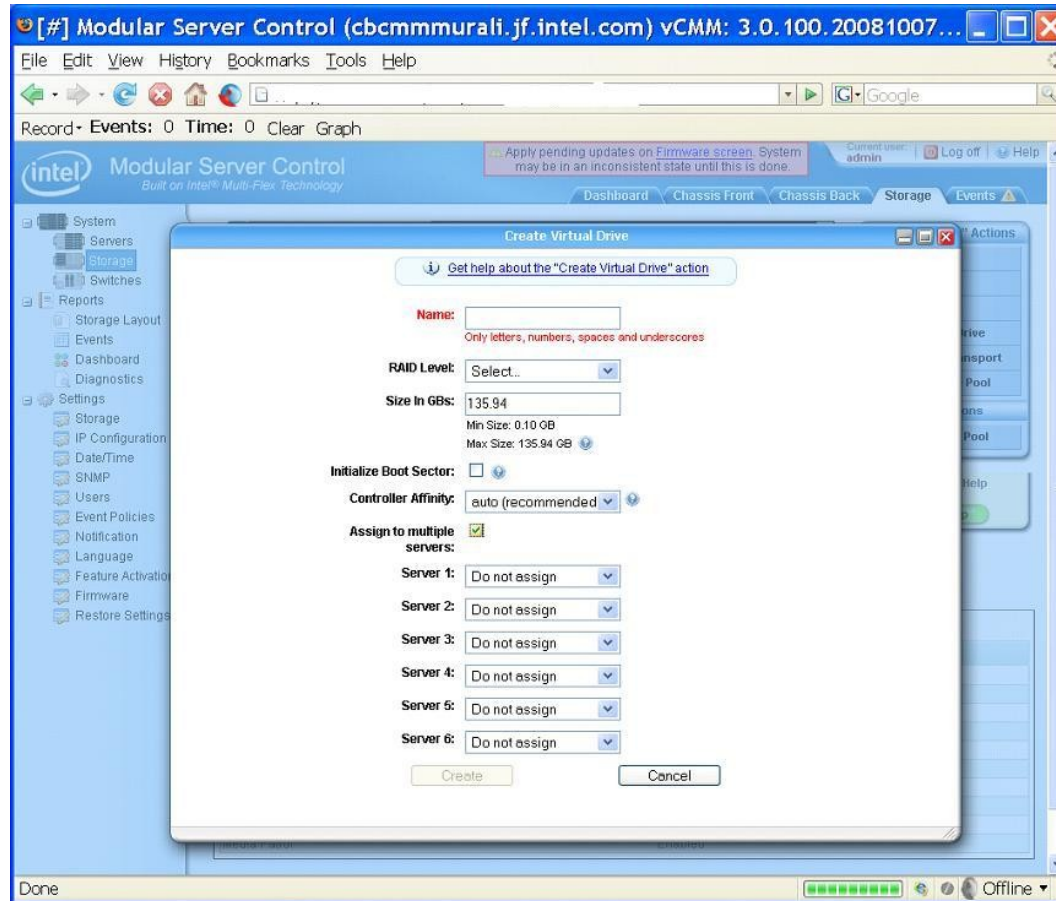 [#] Modular Server Control (cbcmmmurali.jf.intel.com) vCMM: 3.0.100.20081007...
File Edit View History Bookmarks Tools Help
G Google
Record Events: 0 Time: 0 Clear Graph
intel Modular Server Control
Built on Intel® Multi-Flex Technology
Apply pending updates on Firmware screen. System
may be in an inconsistent state until this is done.
Current user:
admin
Log off Help
Dashboard Chassis Front Chassis Back Storage Events
System
Servers
Storage
Switches
Reports
Storage Layout
Events
Dashboard
Diagnostics
Settings
Storage
IP Configuration
Date/Time
SNMP
Users
Event Policies
Notification
Language
Feature Activation
Firmware
Restore Settings
Create Virtual Drive
Get help about the "Create Virtual Drive" action
Name:
Only letters, numbers, spaces and underscores
RAID Level: Select..
Size In GBs: 135.94
Min Size: 0.10 GB
Max Size: 135.94 GB
Initialize Boot Sector:
Controller Affinity: auto (recommended
Assign to multiple
servers:
Server 1: Do not assign
Server 2: Do not assign
Server 3: Do not assign
Server 4: Do not assign
Server 5: Do not assign
Server 6: Do not assign
Create Cancel
" Actions
rive
nsport
Pool
ons
Pool
Help
Enabled
Done
Offline